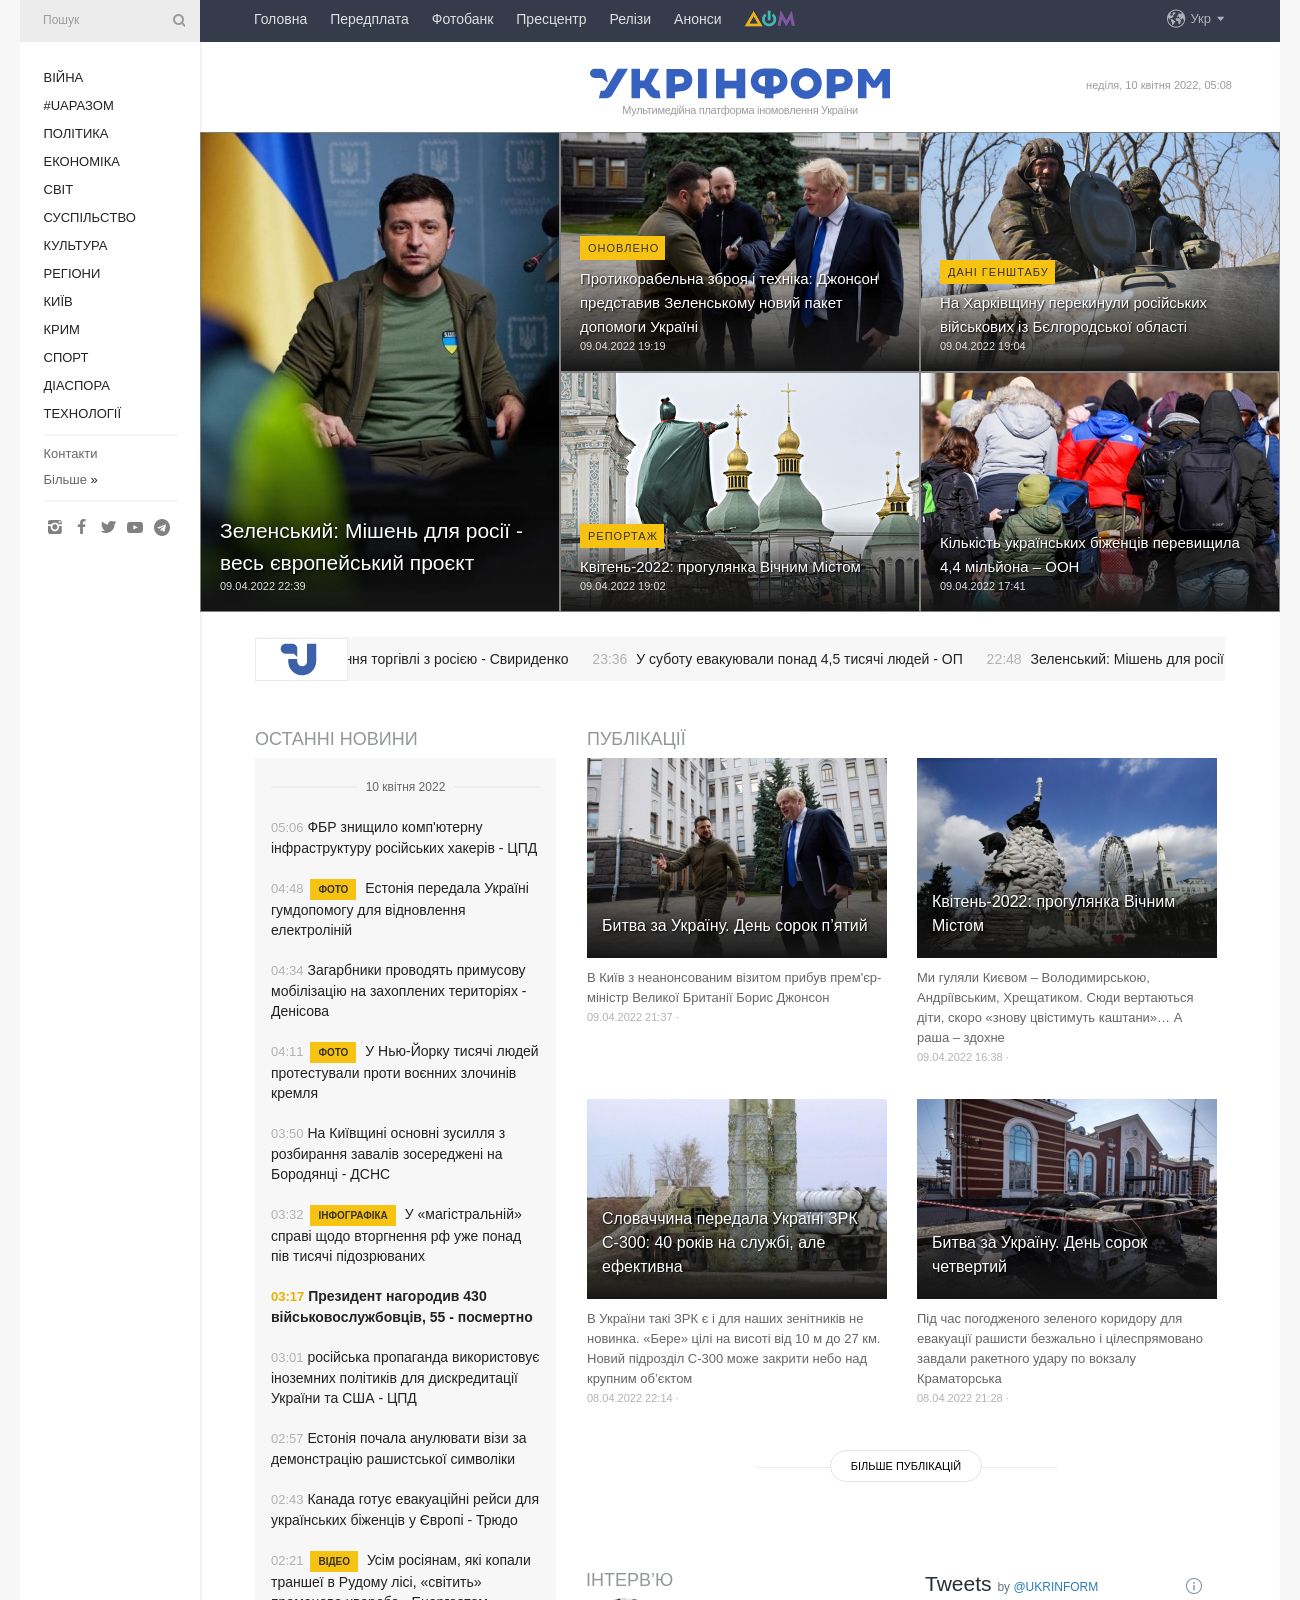 Пошук
Головна Передплата Фотобанк Пресцентр Релізи Анонси ДОМ Укр
ВІЙНА
#UАРАЗОМ
ПОЛІТИКА
ЕКОНОМІКА
СВІТ
СУСПІЛЬСТВО
КУЛЬТУРА
РЕГІОНИ
КИЇВ
КРИМ
СПОРТ
ДІАСПОРА
ТЕХНОЛОГІЇ
Контакти
Більше »
УКРІНФОРМ
Мультимедійна платформа іномовлення України
неділя, 10 квітня 2022, 05:08
Зеленський: Мішень для росії -
весь європейський проєкт
09.04.2022 22:39
ОНОВЛЕНО
Протикорабельна зброя і техніка: Джонсон
представив Зеленському новий пакет
допомоги Україні
09.04.2022 19:19
ДАНІ ГЕНШТАБУ
На Харківщину перекинули російських
військових із Бєлгородської області
09.04.2022 19:04
РЕПОРТАЖ
Квітень-2022: прогулянка Вічним Містом
09.04.2022 19:02
Кількість українських біженців перевищила
4,4 мільйона – ООН
09.04.2022 17:41
ння торгівлі з росією - Свириденко 23:36 У суботу евакуювали понад 4,5 тисячі людей - ОП 22:48 Зеленський: Мішень для росії
ОСТАННІ НОВИНИ
10 квітня 2022
05:06 ФБР знищило комп'ютерну
інфраструктуру російських хакерів - ЦПД
04:48 ФОТО Естонія передала Україні
гумдопомогу для відновлення
електроліній
04:34 Загарбники проводять примусову
мобілізацію на захоплених територіях -
Денісова
04:11 ФОТО У Нью-Йорку тисячі людей
протестували проти воєнних злочинів
кремля
03:50 На Київщині основні зусилля з
розбирання завалів зосереджені на
Бородянці - ДСНС
03:32 ІНФОГРАФІКА У «магістральній»
справі щодо вторгнення рф уже понад
пів тисячі підозрюваних
03:17 Президент нагородив 430
військовослужбовців, 55 - посмертно
03:01 російська пропаганда використовує
іноземних політиків для дискредитації
України та США - ЦПД
02:57 Естонія почала анулювати візи за
демонстрацію рашистської символіки
02:43 Канада готує евакуаційні рейси для
українських біженців у Європі - Трюдо
02:21 ВІДЕО Усім росіянам, які копали
траншеї в Рудому лісі, «світить»
ПУБЛІКАЦІЇ
Битва за Україну. День сорок п’ятий
В Київ з неанонсованим візитом прибув прем'єр-
міністр Великої Британії Борис Джонсон
09.04.2022 21:37 ·
Квітень-2022: прогулянка Вічним
Містом
Ми гуляли Києвом – Володимирською,
Андріївським, Хрещатиком. Сюди вертаються
діти, скоро «знову цвістимуть каштани»… А
раша – здохне
09.04.2022 16:38 ·
Словаччина передала Україні ЗРК
С-300: 40 років на службі, але
ефективна
В України такі ЗРК є і для наших зенітників не
новинка. «Бере» цілі на висоті від 10 м до 27 км.
Новий підрозділ С-300 може закрити небо над
крупним об’єктом
08.04.2022 22:14 ·
Битва за Україну. День сорок
четвертий
Під час погодженого зеленого коридору для
евакуації рашисти безжально і цілеспрямовано
завдали ракетного удару по вокзалу
Краматорська
08.04.2022 21:28 ·
БІЛЬШЕ ПУБЛІКАЦІЙ
ІНТЕРВ’Ю
Tweets by @UKRINFORM